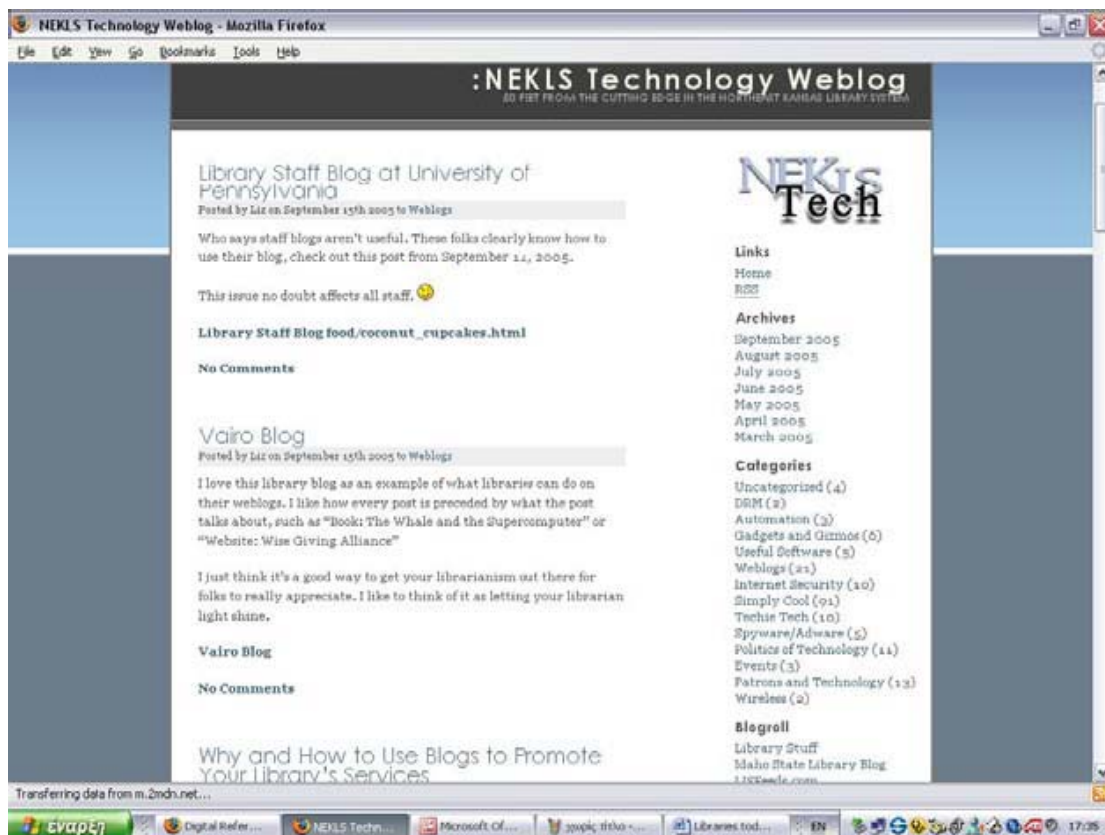 NEKLS Technology Weblog - Mozilla Firefox
File Edit View Go Bookmarks Tools Help
:NEKLS Technology Weblog
50 FEET FROM THE CUTTING EDGE IN THE NORTHEAST KANSAS LIBRARY SYSTEM
Library Staff Blog at University of
Pennsylvania
Posted by Liz on September 15th 2005 to Weblogs
Who says staff blogs aren't useful. These folks clearly know how to
use their blog, check out this post from September 14, 2005.
This issue no doubt affects all staff.
Library Staff Blog food/coconut_cupcakes.html
No Comments
Vairo Blog
Posted by Liz on September 15th 2005 to Weblogs
I love this library blog as an example of what libraries can do on
their weblogs. I like how every post is preceded by what the post
talks about, such as “Book: The Whale and the Supercomputer” or
“Website: Wise Giving Alliance”
I just think it's a good way to get your librarianism out there for
folks to really appreciate. I like to think of it as letting your librarian
light shine.
Vairo Blog
No Comments
Why and How to Use Blogs to Promote
Your Library's Services
NEKLS
Tech
Links
Home
RSS
Archives
September 2005
August 2005
July 2005
June 2005
May 2005
April 2005
March 2005
Categories
Uncategorized (4)
DRM (2)
Automation (3)
Gadgets and Gizmos (6)
Useful Software (5)
Weblogs (21)
Internet Security (10)
Simply Cool (91)
Techie Tech (10)
Spyware/Adware (5)
Politics of Technology (11)
Events (3)
Patrons and Technology (13)
Wireless (2)
Blogroll
Library Stuff
Idaho State Library Blog
LISFeeds.com
Transferring data from m.2mdn.net...
έναρξη Digital Refer... NEKLS Techn... Microsoft Of... χωρίς τίτλο -... Libraries tod... EN 17:35